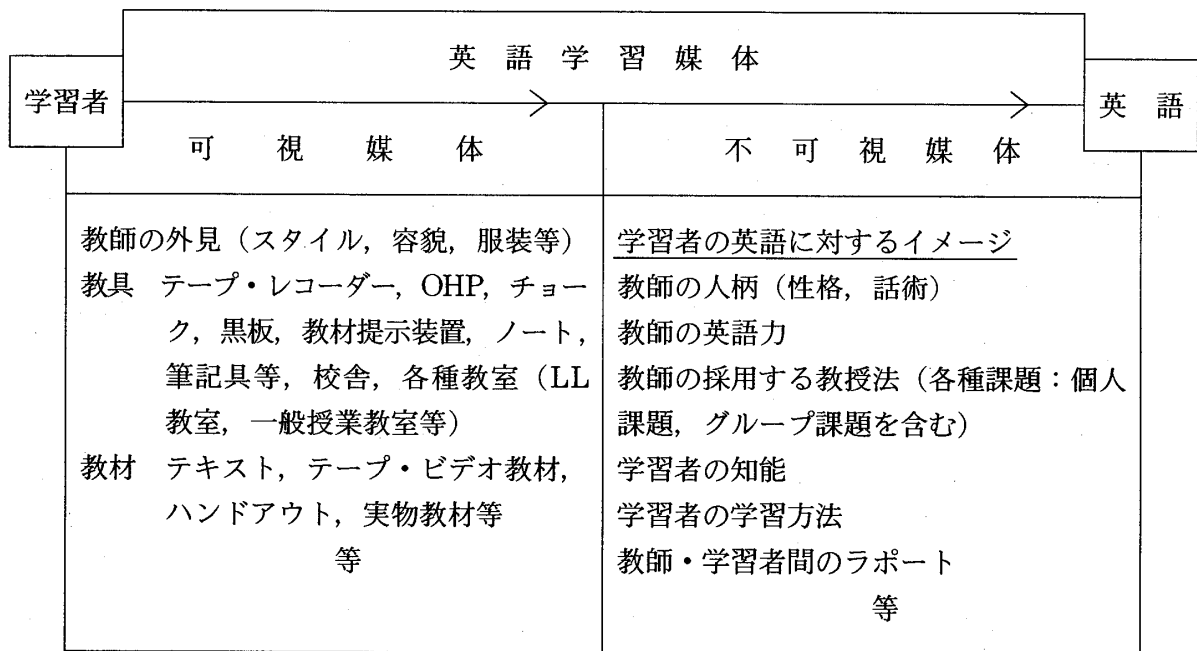 英語学習媒体
学習者
英語
可視媒体
不可視媒体
教師の外見（スタイル，容貌，服装等）
教具　テープ・レコーダー，OHP，チョー
ク，黒板，教材提示装置，ノート，
筆記具等，校舎，各種教室（LL
教室，一般授業教室等）
教材　テキスト，テープ・ビデオ教材，
ハンドアウト，実物教材等
等
学習者の英語に対するイメージ
教師の人柄（性格，話術）
教師の英語力
教師の採用する教授法（各種課題：個人
課題，グループ課題を含む）
学習者の知能
学習者の学習方法
教師・学習者間のラポート
等